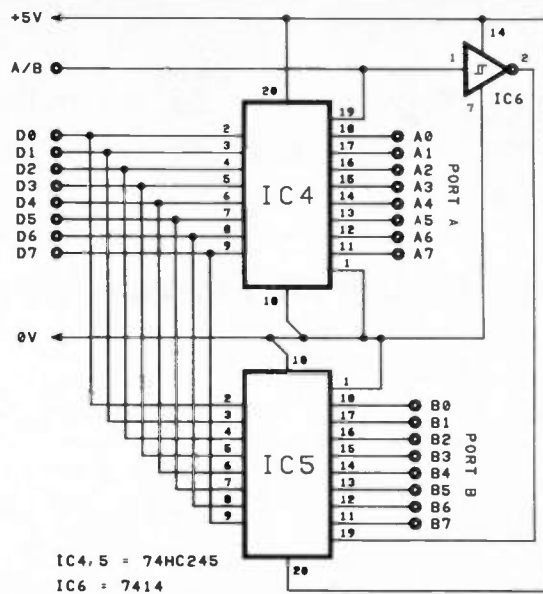 +5V
14
A/B
1
2
IC6
20
19
7
D0 2 18 A0
D1 3 17 A1
D2 4 16 A2
D3 5 15 A3
D4 6 IC4 14 A4
D5 7 13 A5
D6 8 12 A6
D7 9 11 A7
PORT A
1
10
0V
10
1
2 18 B0
3 17 B1
4 16 B2
5 15 B3
6 IC5 14 B4
7 13 B5
8 12 B6
9 11 B7
PORT B
19
20
IC4,5 = 74HC245
IC6 = 7414